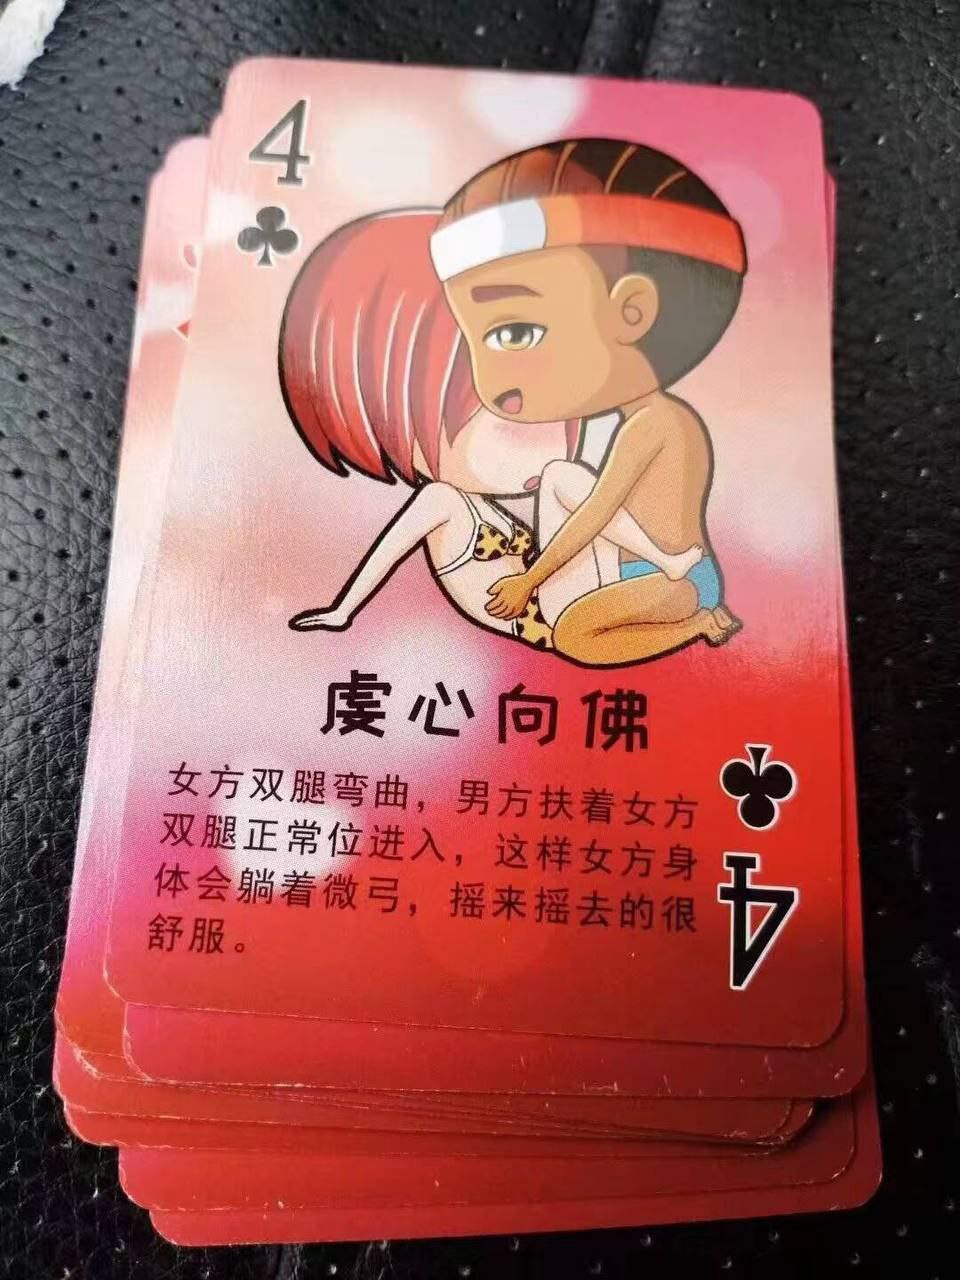 4
虔心向佛
女方双腿弯曲，男方扶着女方
双腿正常位进入，这样女方身
体会躺着微弓，摇来摇去的很
舒服。
4